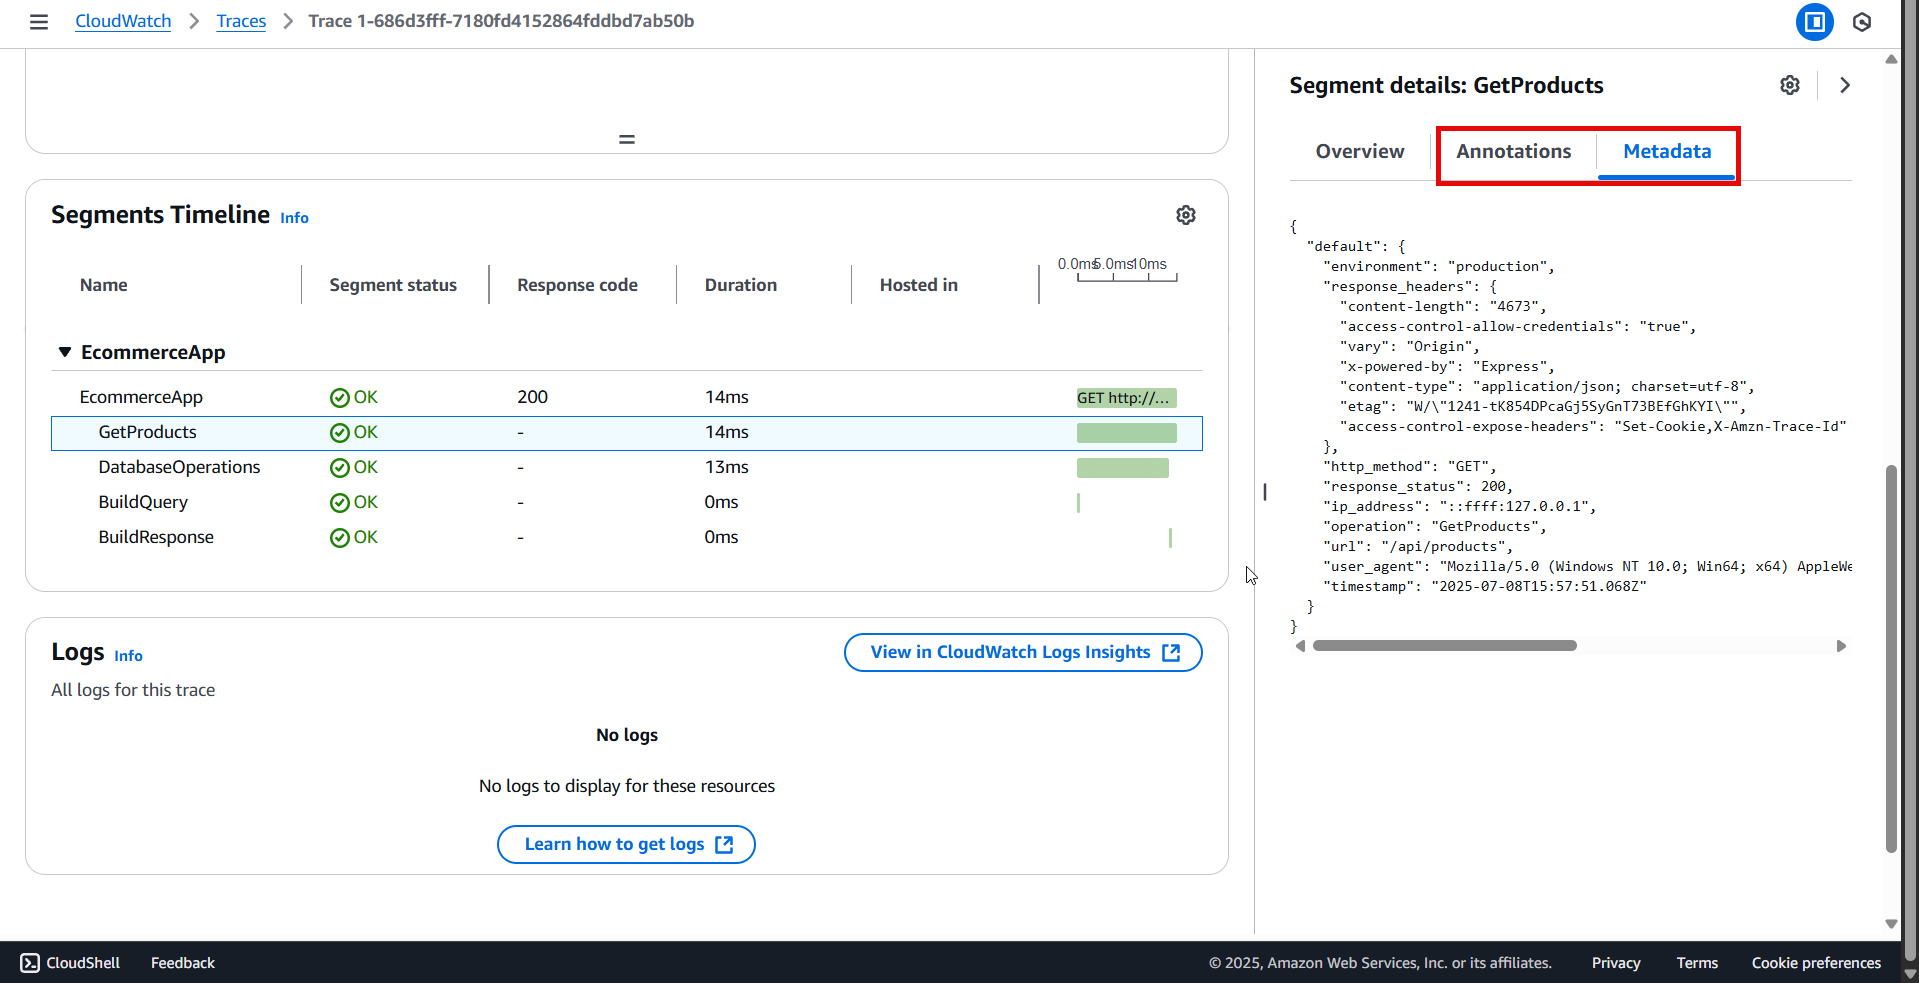 CloudWatch > Traces > Trace 1-686d3fff-7180fd4152864fddbd7ab50b
Segments Timeline Info
Name Segment status Response code Duration Hosted in 0.0ms 5.0ms 10ms
EcommerceApp
EcommerceApp OK 200 14ms GET http://...
GetProducts OK - 14ms
DatabaseOperations OK - 13ms
BuildQuery OK - 0ms
BuildResponse OK - 0ms
Logs Info
View in CloudWatch Logs Insights
All logs for this trace
No logs
No logs to display for these resources
Learn how to get logs
Segment details: GetProducts
Overview Annotations Metadata
{
"default": {
"environment": "production",
"response_headers": {
"content-length": "4673",
"access-control-allow-credentials": "true",
"vary": "Origin",
"x-powered-by": "Express",
"content-type": "application/json; charset=utf-8",
"etag": "W/\"1241-tK854DPcaGj5SyGnT73BEfGhKYI\"",
"access-control-expose-headers": "Set-Cookie,X-Amzn-Trace-Id"
},
"http_method": "GET",
"response_status": 200,
"ip_address": "::ffff:127.0.0.1",
"operation": "GetProducts",
"url": "/api/products",
"user_agent": "Mozilla/5.0 (Windows NT 10.0; Win64; x64) AppleWe
"timestamp": "2025-07-08T15:57:51.068Z"
}
}
CloudShell Feedback © 2025, Amazon Web Services, Inc. or its affiliates. Privacy Terms Cookie preferences